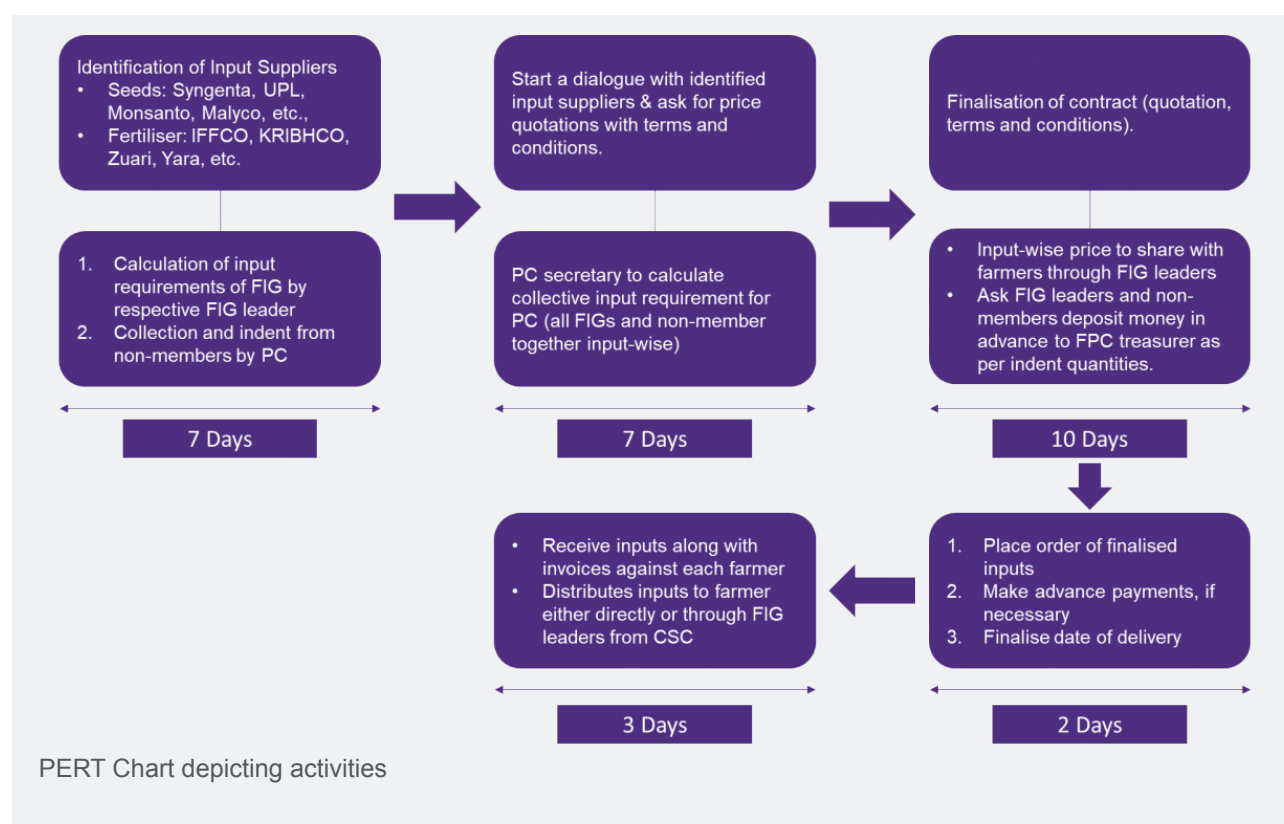 Identification of Input Suppliers
• Seeds: Syngenta, UPL,
Monsanto, Malyco, etc.,
• Fertiliser: IFFCO, KRIBHCO,
Zuari, Yara, etc.
Start a dialogue with identified
input suppliers & ask for price
quotations with terms and
conditions.
Finalisation of contract (quotation,
terms and conditions).
1. Calculation of input
requirements of FIG by
respective FIG leader
2. Collection and indent from
non-members by PC
PC secretary to calculate
collective input requirement for
PC (all FIGs and non-member
together input-wise)
• Input-wise price to share with
farmers through FIG leaders
• Ask FIG leaders and non-
members deposit money in
advance to FPC treasurer as
per indent quantities.
7 Days
7 Days
10 Days
1. Place order of finalised
inputs
2. Make advance payments, if
necessary
3. Finalise date of delivery
2 Days
• Receive inputs along with
invoices against each farmer
• Distributes inputs to farmer
either directly or through FIG
leaders from CSC
3 Days
PERT Chart depicting activities